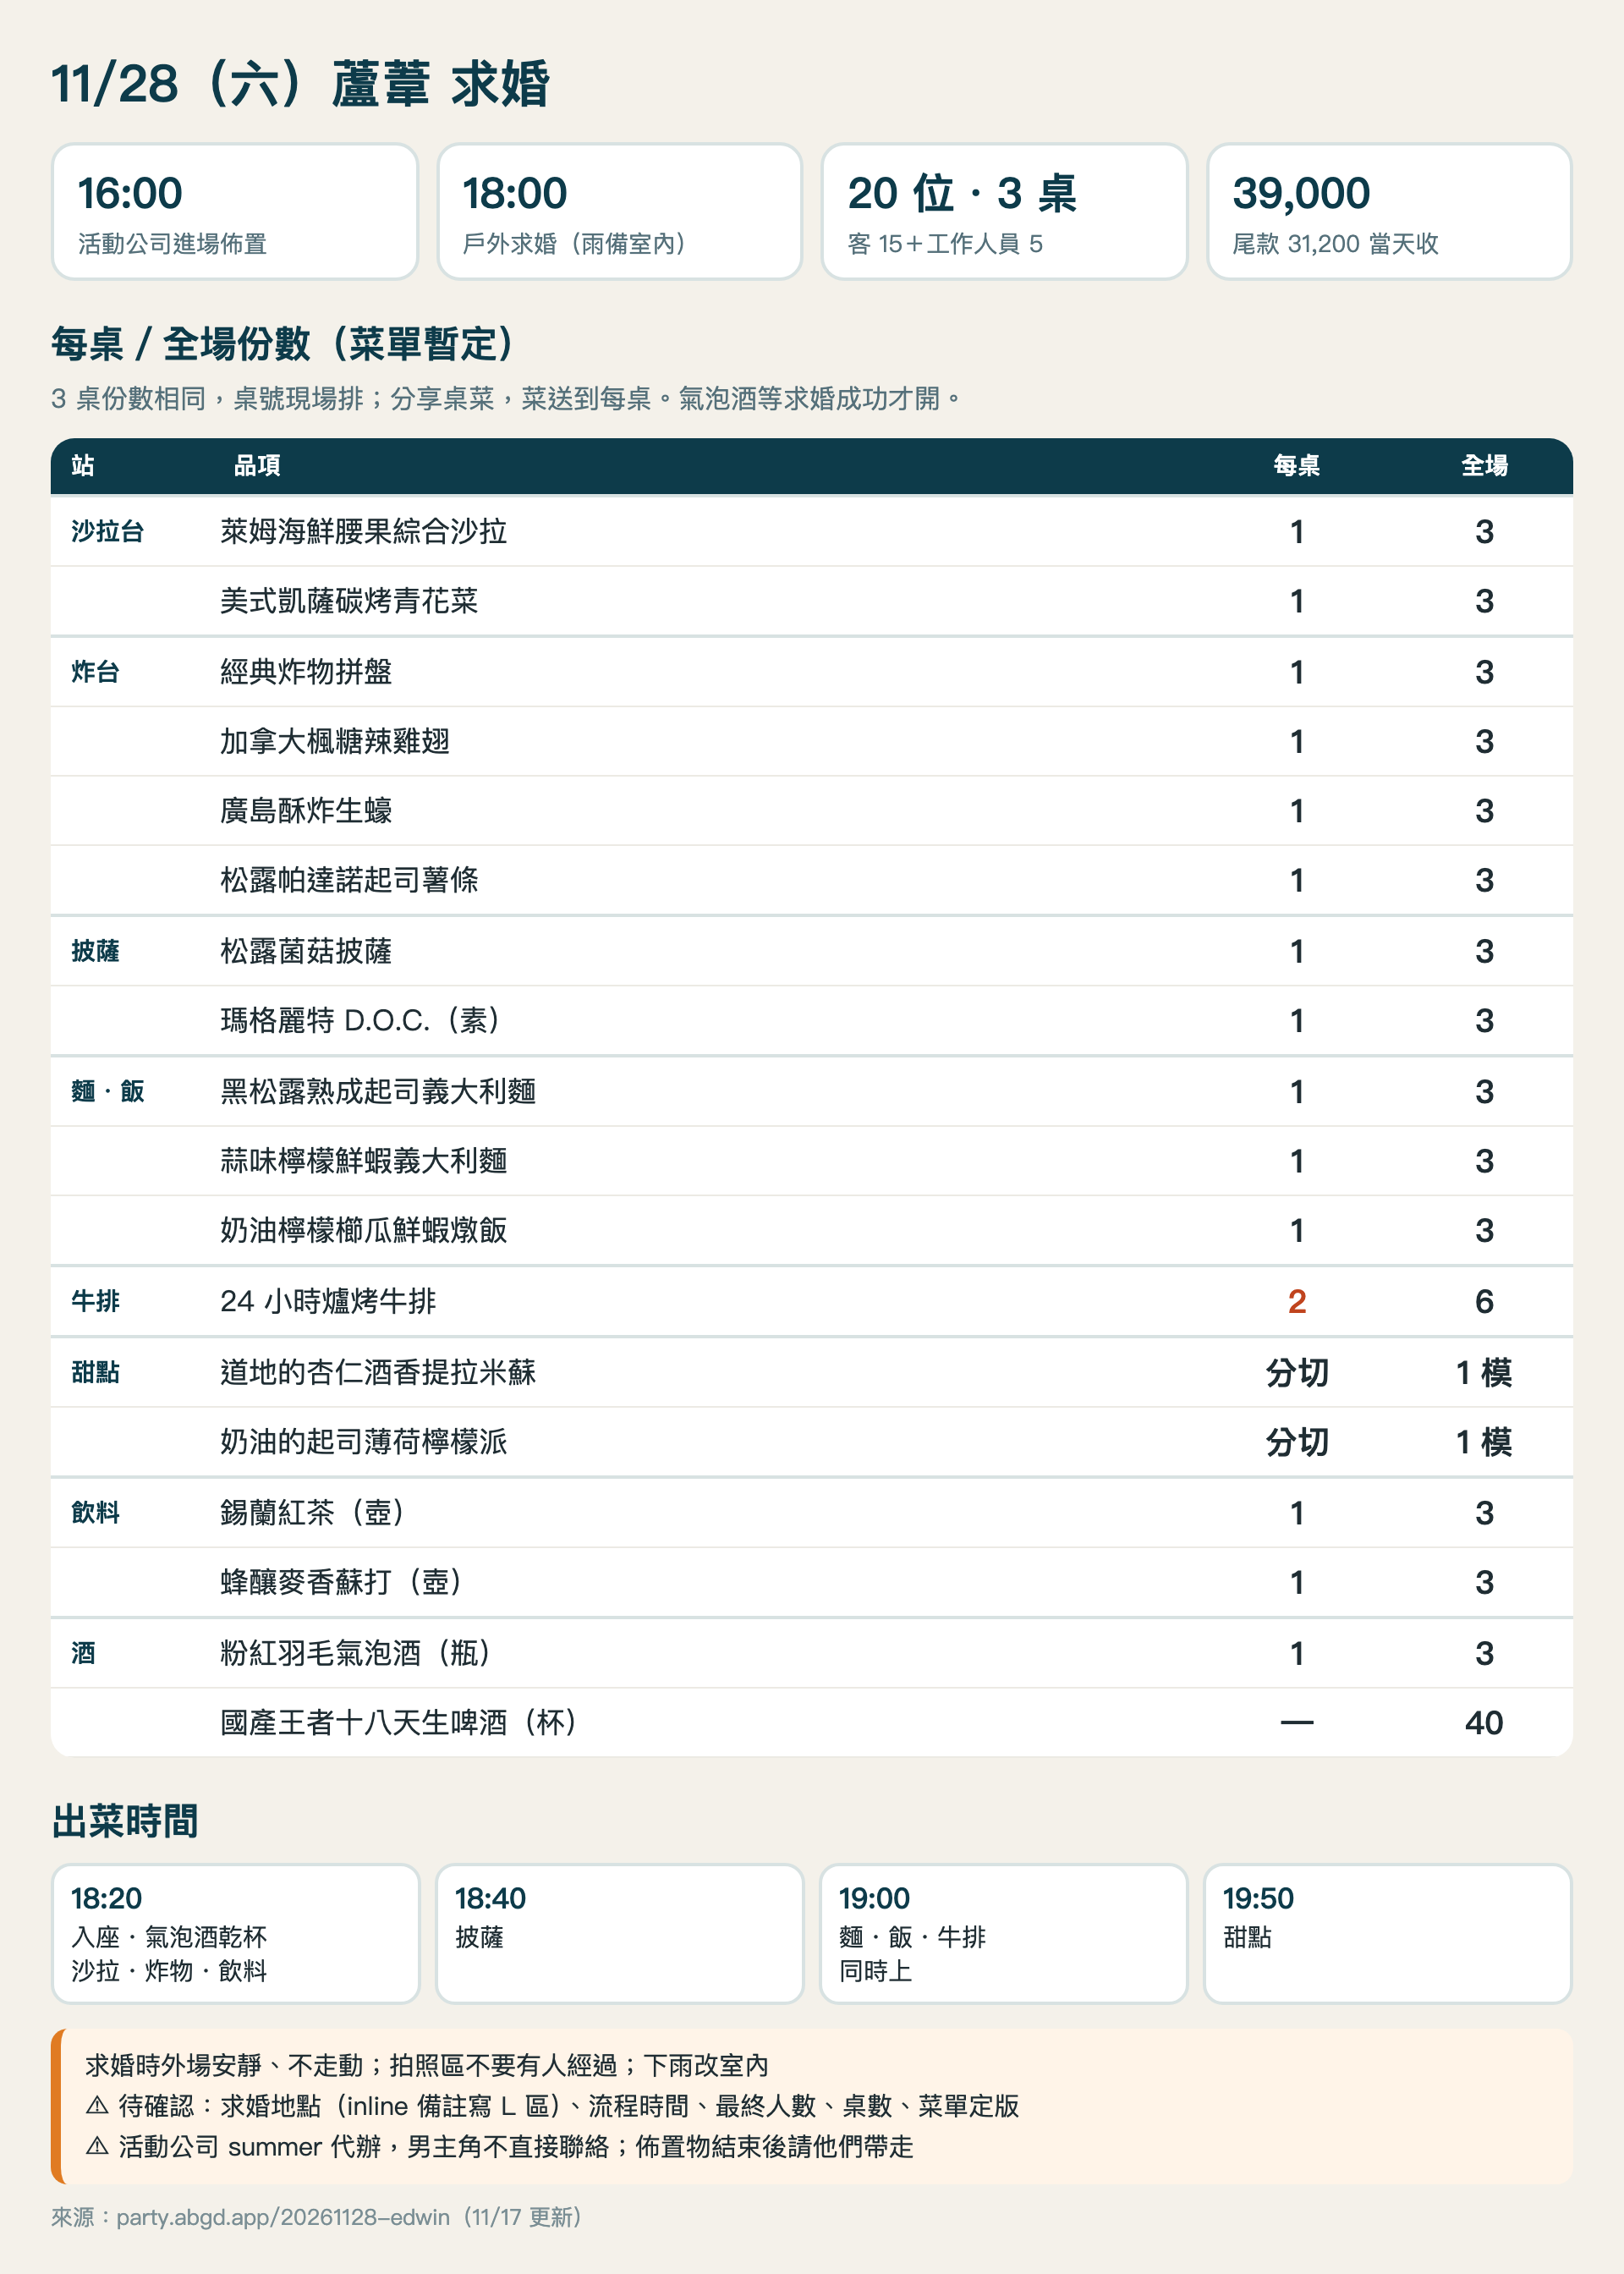 11/28（六）蘆葦 求婚
16:00
活動公司進場佈置
18:00
戶外求婚（雨備室內）
20 位 · 3 桌
客 15＋工作人員 5
39,000
尾款 31,200 當天收
每桌 / 全場份數（菜單暫定）
3 桌份數相同，桌號現場排；分享桌菜，菜送到每桌。氣泡酒等求婚成功才開。
站 品項 每桌 全場
沙拉台 萊姆海鮮腰果綜合沙拉 1 3
美式凱薩碳烤青花菜 1 3
炸台 經典炸物拼盤 1 3
加拿大楓糖辣雞翅 1 3
廣島酥炸生蠔 1 3
松露帕達諾起司薯條 1 3
披薩 松露菌菇披薩 1 3
瑪格麗特 D.O.C.（素） 1 3
麵 · 飯 黑松露熟成起司義大利麵 1 3
蒜味檸檬鮮蝦義大利麵 1 3
奶油檸檬櫛瓜鮮蝦燉飯 1 3
牛排 24 小時爐烤牛排 2 6
甜點 道地的杏仁酒香提拉米蘇 分切 1 模
奶油的起司薄荷檸檬派 分切 1 模
飲料 錫蘭紅茶（壺） 1 3
蜂釀麥香蘇打（壺） 1 3
酒 粉紅羽毛氣泡酒（瓶） 1 3
國產王者十八天生啤酒（杯） — 40
出菜時間
18:20
入座 · 氣泡酒乾杯
沙拉 · 炸物 · 飲料
18:40
披薩
19:00
麵 · 飯 · 牛排
同時上
19:50
甜點
求婚時外場安靜、不走動；拍照區不要有人經過；下雨改室內
⚠ 待確認：求婚地點（inline 備註寫 L 區）、流程時間、最終人數、桌數、菜單定版
⚠ 活動公司 summer 代辦，男主角不直接聯絡；佈置物結束後請他們帶走
來源：party.abgd.app/20261128-edwin（11/17 更新）